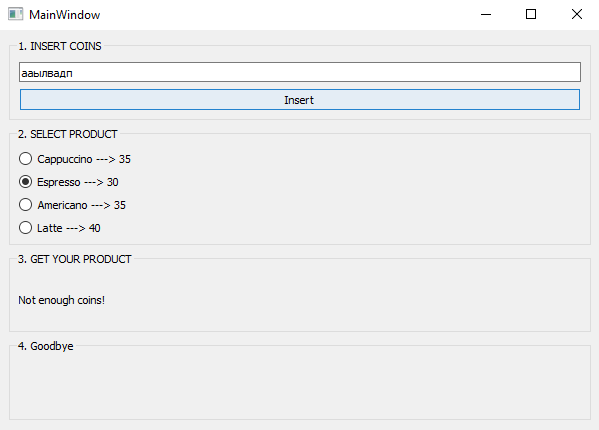 MainWindow
1. INSERT COINS
ааылвадп
Insert
2. SELECT PRODUCT
Cappuccino ---> 35
Espresso ---> 30
Americano ---> 35
Latte ---> 40
3. GET YOUR PRODUCT
Not enough coins!
4. Goodbye